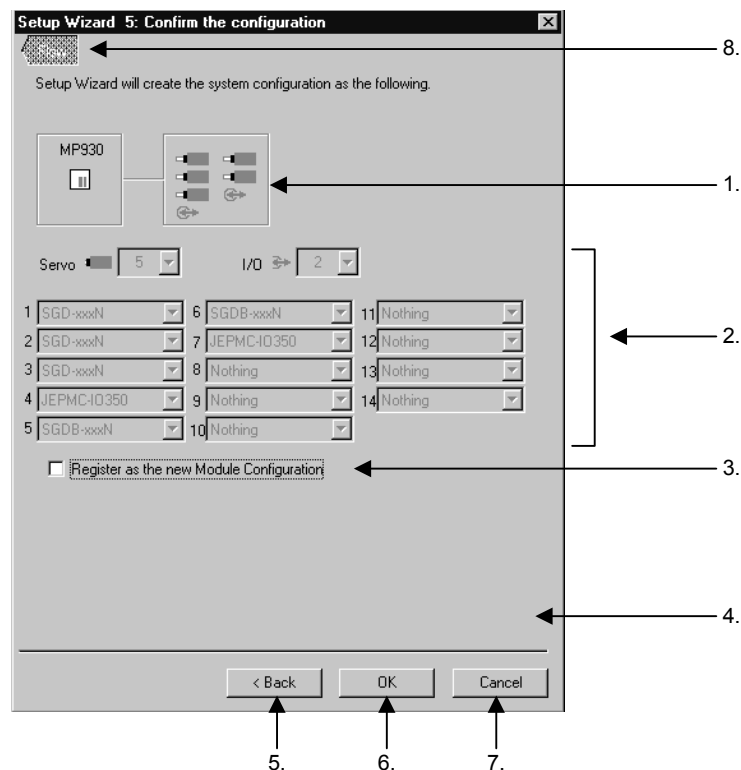 Setup Wizard 5: Confirm the configuration
8.
Setup Wizard will create the system configuration as the following.
MP930
1.
Servo 5 I/O 2
1 SGD-xxxN 6 SGDB-xxxN 11 Nothing
2 SGD-xxxN 7 JEPMC-IO350 12 Nothing
2.
3 SGD-xxxN 8 Nothing 13 Nothing
4 JEPMC-IO350 9 Nothing 14 Nothing
5 SGDB-xxxN 10 Nothing
Register as the new Module Configuration
3.
4.
< Back OK Cancel
5. 6. 7.